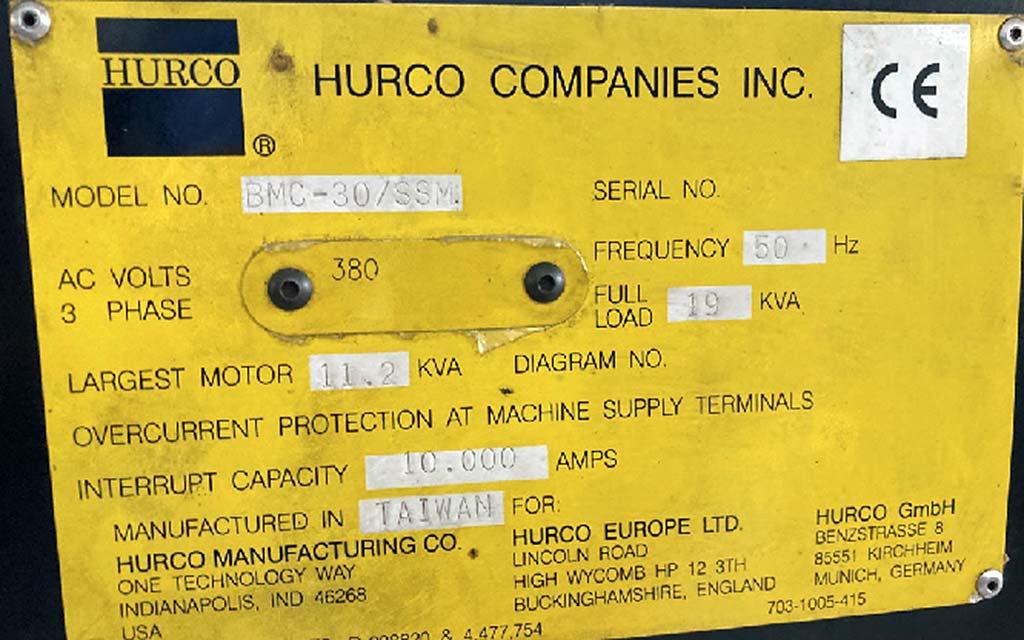 HURCO
®
HURCO COMPANIES INC.
CE
MODEL NO. BMC-30/SSM
SERIAL NO.
AC VOLTS
3 PHASE
380
FREQUENCY 50 Hz
FULL
LOAD 19 KVA
LARGEST MOTOR 11.2 KVA
DIAGRAM NO.
OVERCURRENT PROTECTION AT MACHINE SUPPLY TERMINALS
INTERRUPT CAPACITY 10.000 AMPS
MANUFACTURED IN TAIWAN FOR:
HURCO MANUFACTURING CO.
ONE TECHNOLOGY WAY
INDIANAPOLIS, IND 46268
USA
HURCO EUROPE LTD.
LINCOLN ROAD
HIGH WYCOMB HP 12 3TH
BUCKINGHAMSHIRE, ENGLAND
HURCO GmbH
BENZSTRASSE 8
85551 KIRCHHEIM
MUNICH, GERMANY
703-1005-415
& 4,477,754